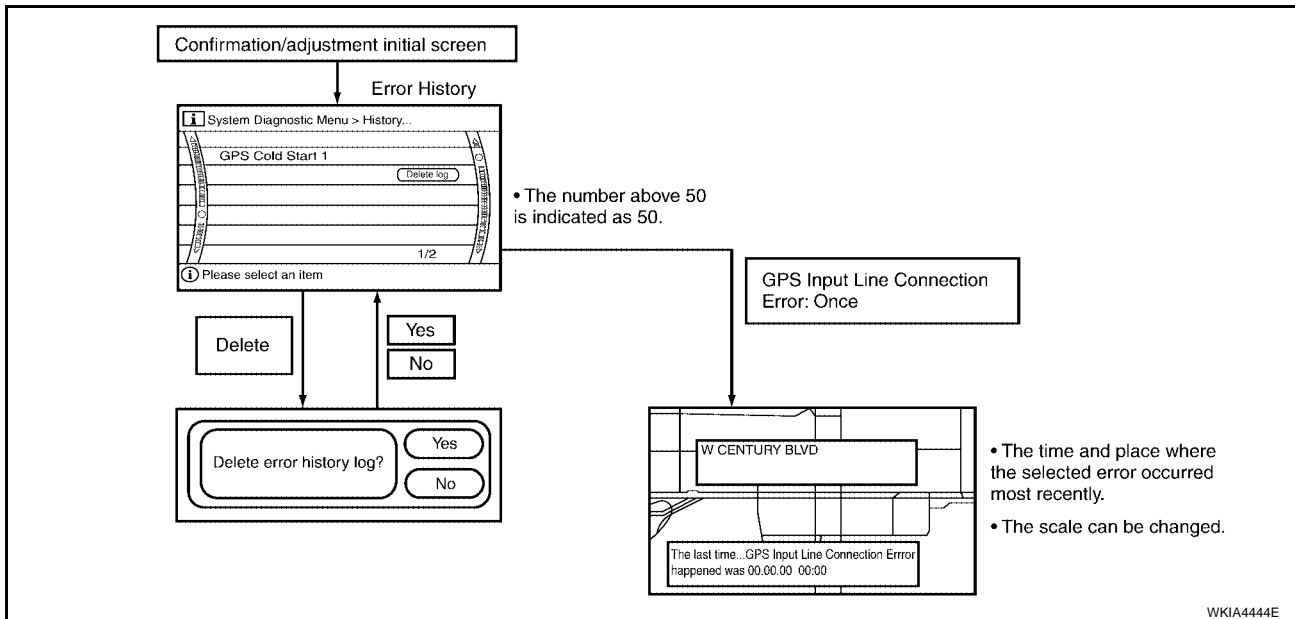 Confirmation/adjustment initial screen
Error History
i System Diagnostic Menu > History...
GPS Cold Start 1
Delete log
1/2
i Please select an item
• The number above 50
is indicated as 50.
GPS Input Line Connection
Error: Once
Delete
Yes
No
Delete error history log?
Yes
No
W CENTURY BLVD
The last time...GPS Input Line Connection Errror
happened was 00.00.00 00:00
• The time and place where
the selected error occurred
most recently.
• The scale can be changed.
WKIA4444E